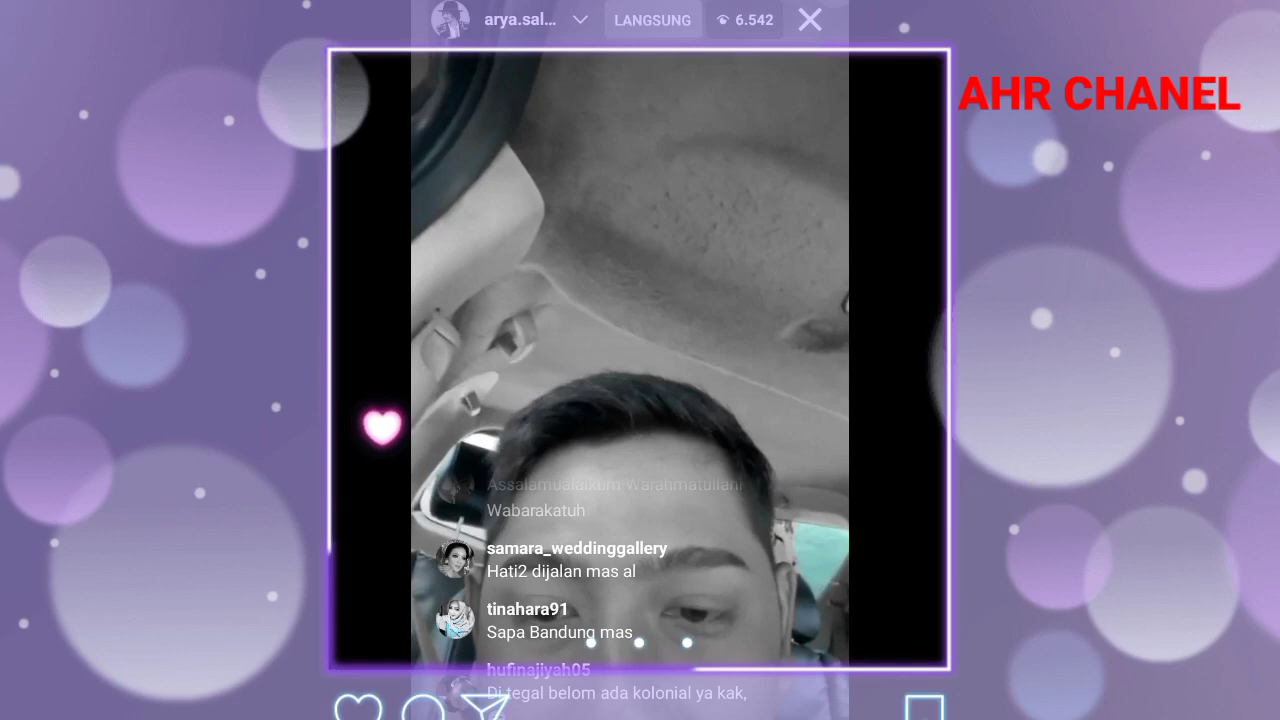 arya.sal...
LANGSUNG
6.542
AHR CHANEL
Assalamualaikum Warahmatullahi
Wabarakatuh
samara_weddinggallery
Hati2 dijalan mas al
tinahara91
Sapa Bandung mas
hufinajiyah05
Di tegal belom ada kolonial ya kak,